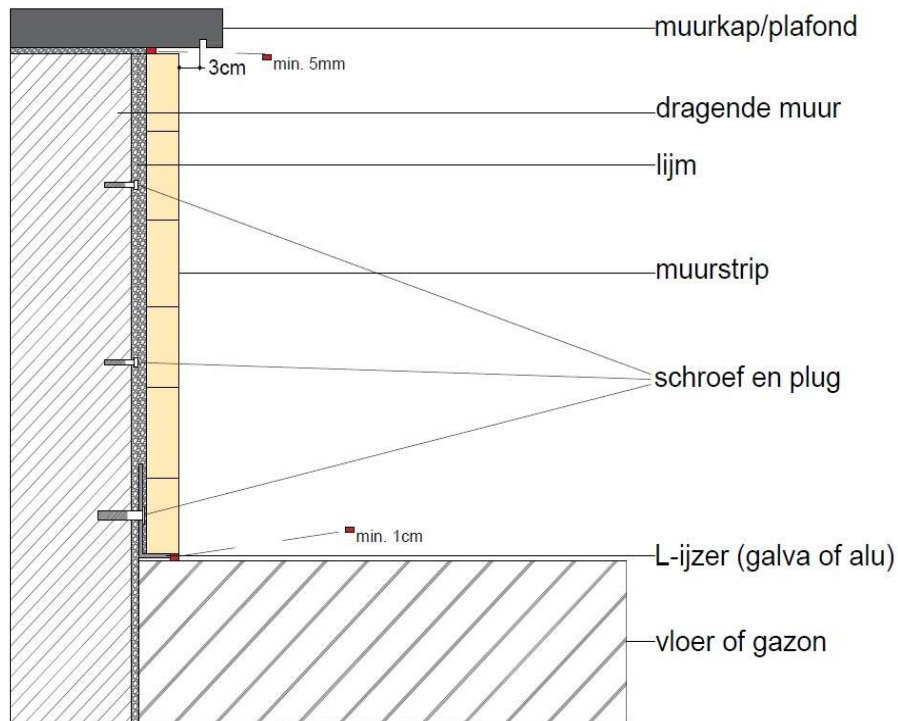 muurkap/plafond
3cm
min. 5mm
dragende muur
lijm
muurstrip
schroef en plug
min. 1cm
L-ijzer (galva of alu)
vloer of gazon